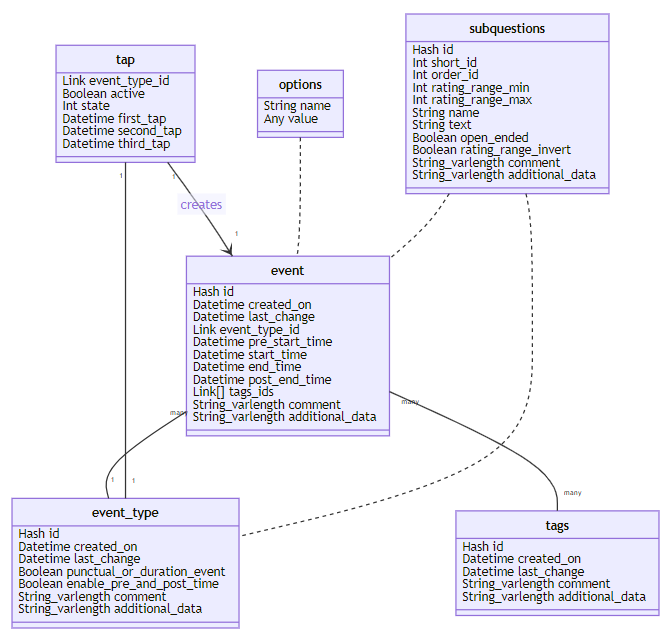 subquestions
Hash id
Int short_id
Int order_id
Int rating_range_min
Int rating_range_max
String name
String text
Boolean open_ended
Boolean rating_range_invert
String_varlength comment
String_varlength additional_data
tap
Link event_type_id
Boolean active
Int state
Datetime first_tap
Datetime second_tap
Datetime third_tap
options
String name
Any value
1
1
creates
1
event
Hash id
Datetime created_on
Datetime last_change
Link event_type_id
Datetime pre_start_time
Datetime start_time
Datetime end_time
Datetime post_end_time
Link[] tags_ids
String_varlength comment
String_varlength additional_data
many
many
1
1
many
event_type
Hash id
Datetime created_on
Datetime last_change
Boolean punctual_or_duration_event
Boolean enable_pre_and_post_time
String_varlength comment
String_varlength additional_data
tags
Hash id
Datetime created_on
Datetime last_change
String_varlength comment
String_varlength additional_data